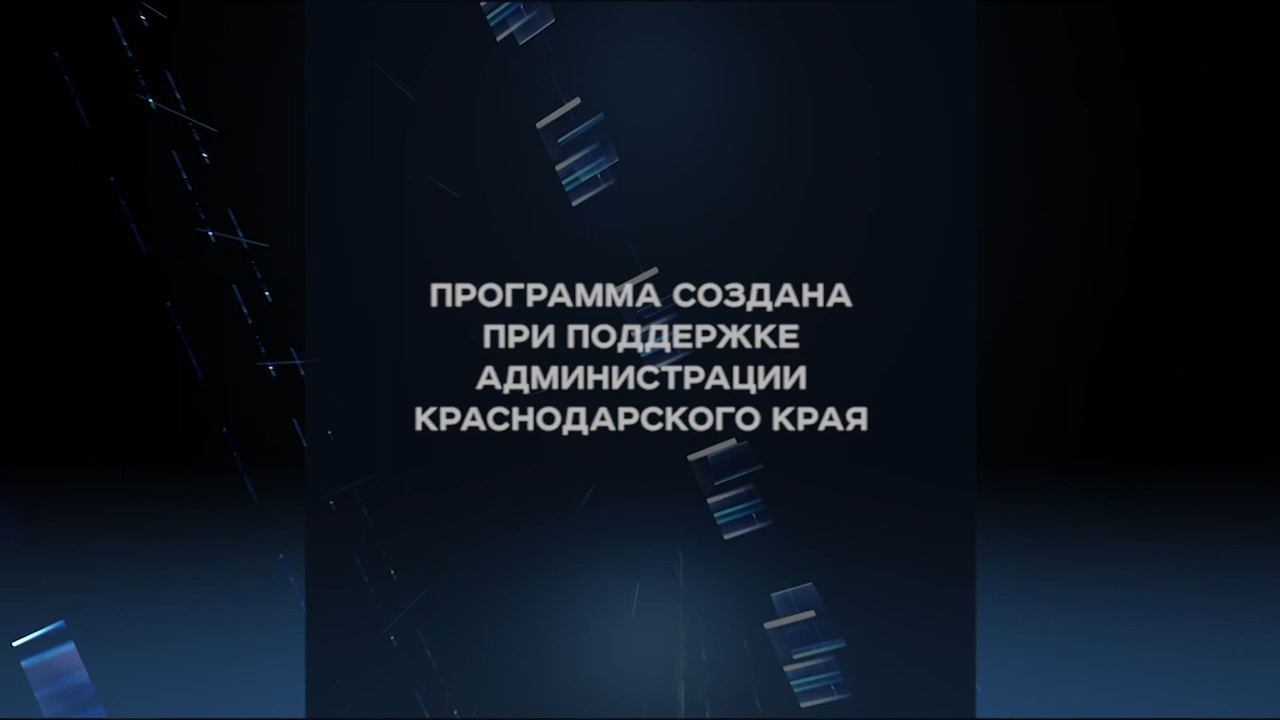 ПРОГРАММА СОЗДАНА
ПРИ ПОДДЕРЖКЕ
АДМИНИСТРАЦИИ
КРАСНОДАРСКОГО КРАЯ